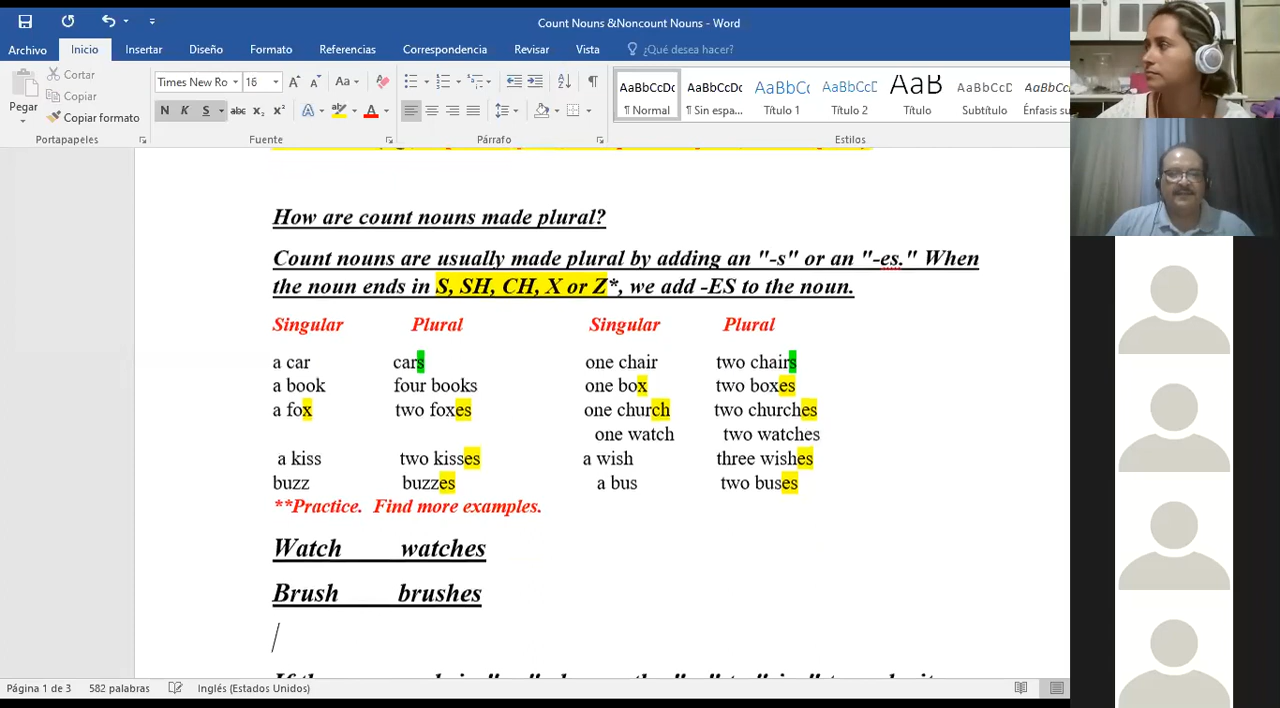 Count Nouns &Noncount Nouns - Word
Archivo Inicio Insertar Diseño Formato Referencias Correspondencia Revisar Vista ¿Qué desea hacer?
Pegar
Cortar
Copiar
Copiar formato
Portapapeles
Times New Ro 16
N K S abc
Fuente
Párrafo
AaBbCcDc AaBbCcDc AaBbCc AaBbCcD AaB AaBbCcD AaBbCcDc
¶ Normal ¶ Sin espa... Título 1 Título 2 Título Subtítulo Énfasis su
Estilos
How are count nouns made plural?
Count nouns are usually made plural by adding an "-s" or an "-es." When
the noun ends in S, SH, CH, X or Z*, we add -ES to the noun.
Singular Plural Singular Plural
a car cars one chair two chairs
a book four books one box two boxes
a fox two foxes one church two churches
one watch two watches
a kiss two kisses a wish three wishes
buzz buzzes a bus two buses
**Practice. Find more examples.
Watch watches
Brush brushes
Página 1 de 3 582 palabras Inglés (Estados Unidos)